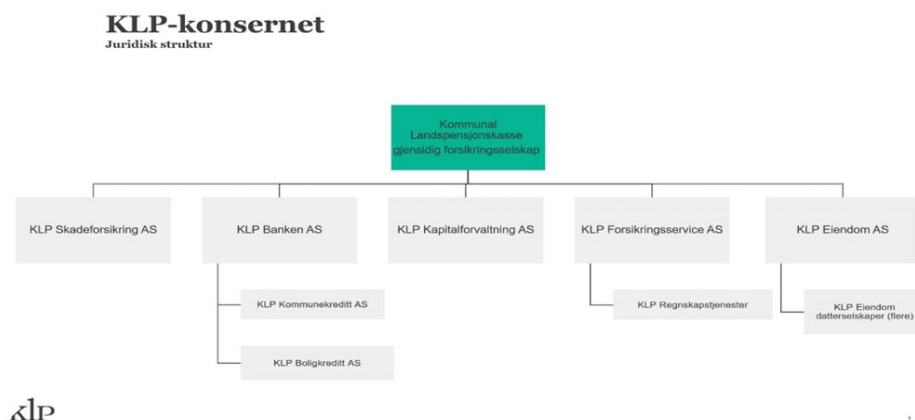 KLP-konsernet
Juridisk struktur
Kommunal
Landspensjonskasse
gjensidig forsikringsselskap
KLP Skadeforsikring AS
KLP Banken AS
KLP Kapitalforvaltning AS
KLP Forsikringsservice AS
KLP Eiendom AS
KLP Kommunekreditt AS
KLP Regnskapstjenester
KLP Eiendom
datterselskaper (flere)
KLP Boligkreditt AS
klp